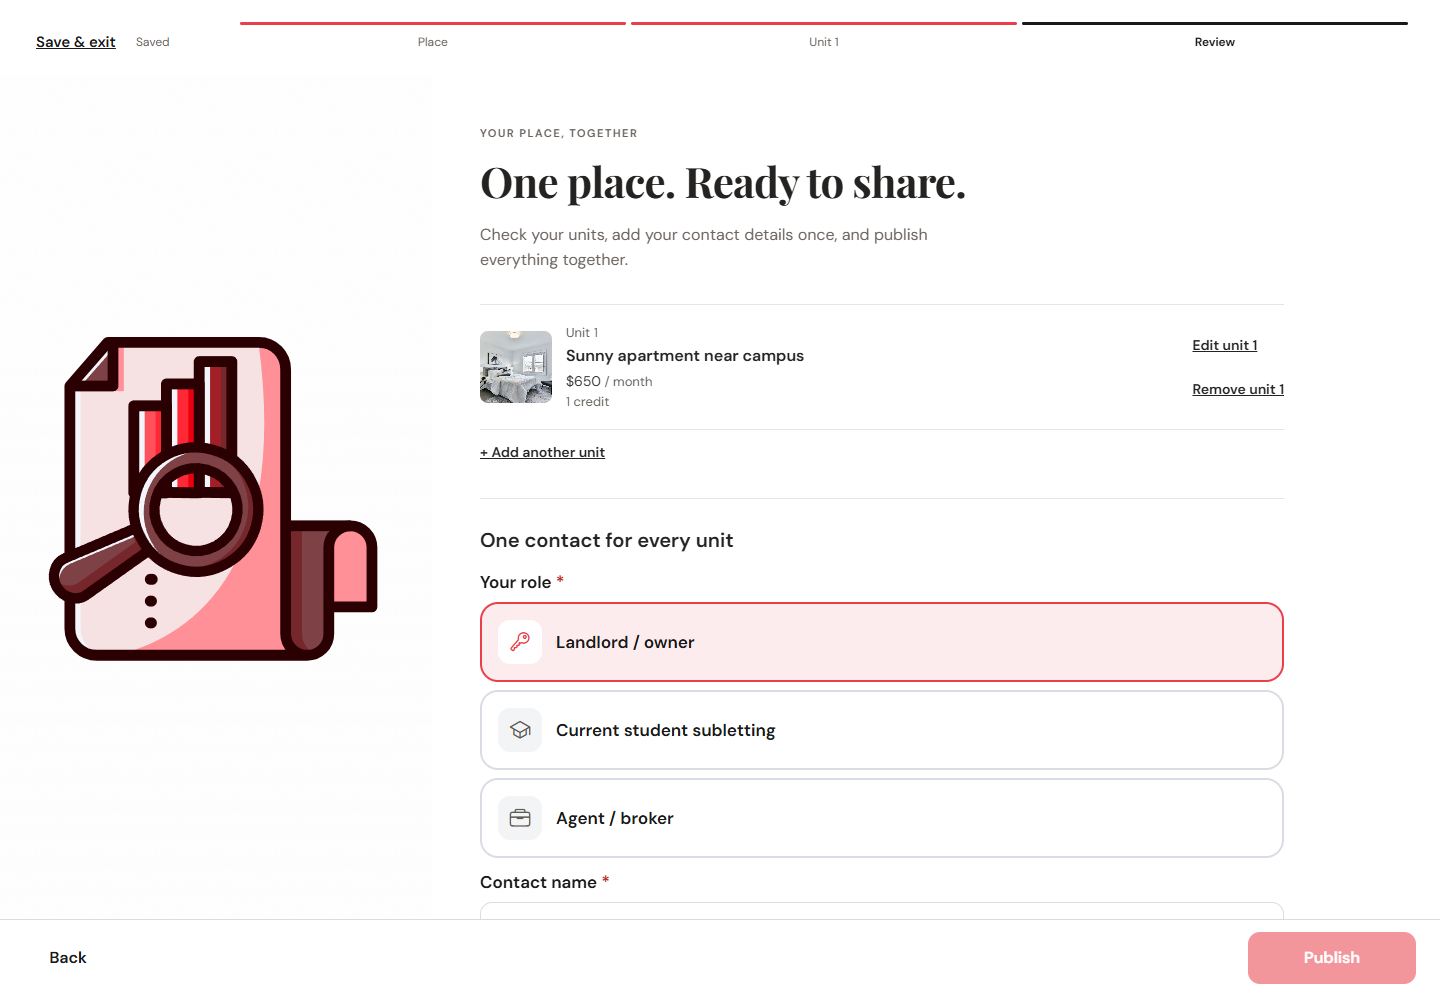 Save & exit
Saved
Place
Unit 1
Review
YOUR PLACE, TOGETHER
One place. Ready to share.
Check your units, add your contact details once, and publish
everything together.
Unit 1
Sunny apartment near campus
$650 / month
1 credit
Edit unit 1
Remove unit 1
+ Add another unit
One contact for every unit
Your role *
Landlord / owner
Current student subletting
Agent / broker
Contact name *
Back
Publish